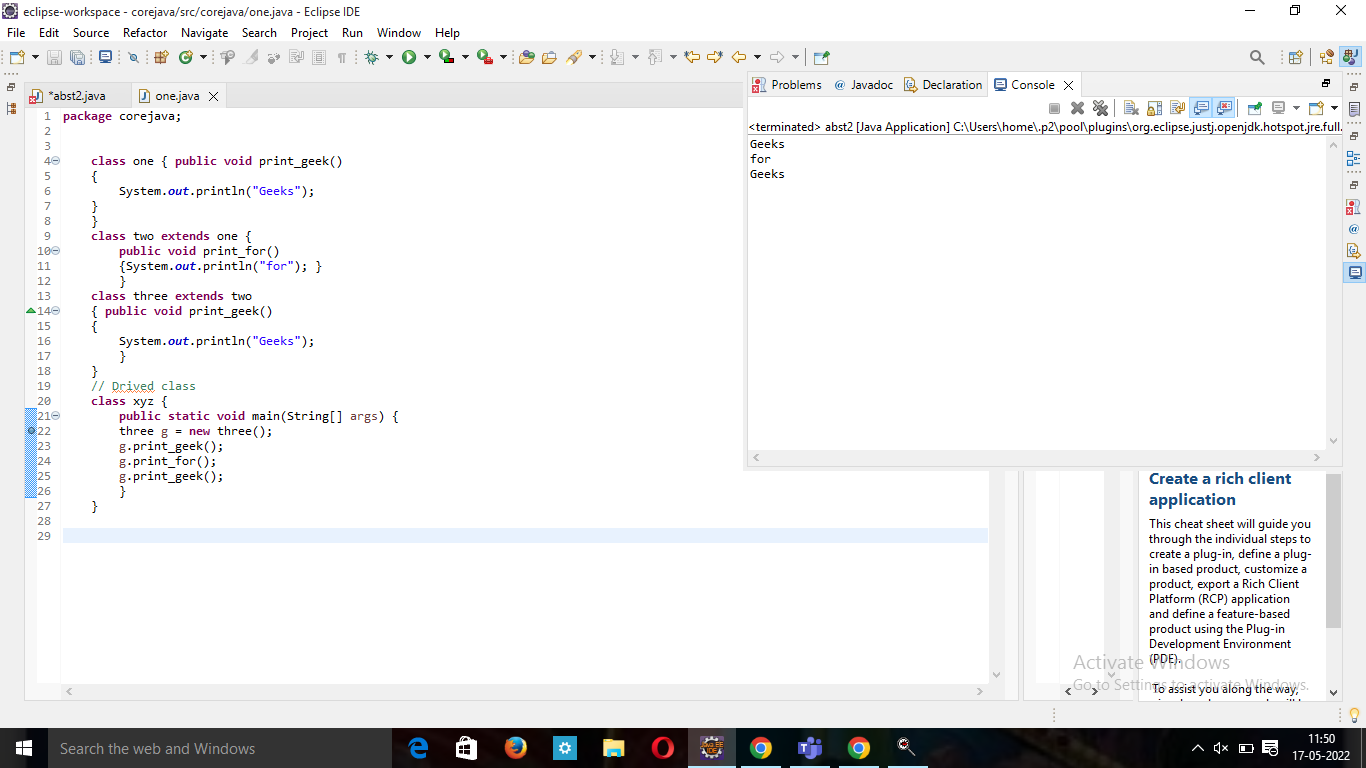 eclipse-workspace - corejava/src/corejava/one.java - Eclipse IDE
File Edit Source Refactor Navigate Search Project Run Window Help
*abst2.java
one.java
1 package corejava;
2
3
4 class one { public void print_geek()
5 {
6 System.out.println("Geeks");
7 }
8 }
9 class two extends one {
10 public void print_for()
11 {System.out.println("for"); }
12 }
13 class three extends two
14 { public void print_geek()
15 {
16 System.out.println("Geeks");
17 }
18 }
19 // Drived class
20 class xyz {
21 public static void main(String[] args) {
22 three g = new three();
23 g.print_geek();
24 g.print_for();
25 g.print_geek();
26 }
27 }
28
29
Problems @ Javadoc Declaration Console
<terminated> abst2 [Java Application] C:\Users\home\.p2\pool\plugins\org.eclipse.justj.openjdk.hotspot.jre.full.
Geeks
for
Geeks
Create a rich client
application
This cheat sheet will guide you
through the individual steps to
create a plug-in, define a plug-
in based product, customize a
product, export a Rich Client
Platform (RCP) application
and define a feature-based
product using the Plug-in
Development Environment
(PDE).
To assist you along the way,
Activate Windows
Go to Settings to activate Windows.
Search the web and Windows
11:50
17-05-2022